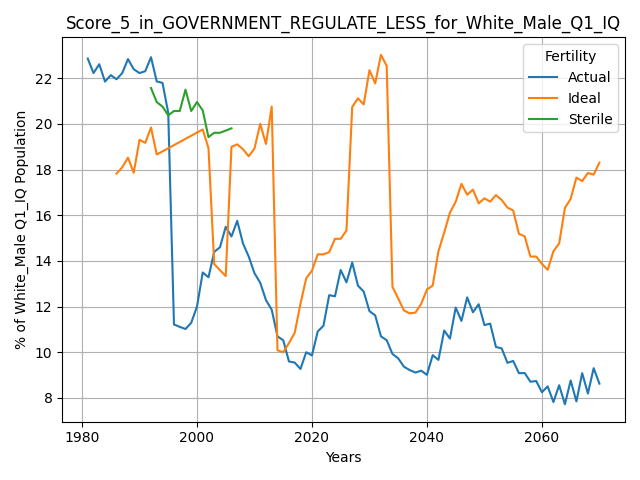 Score_5_in_GOVERNMENT_REGULATE_LESS_for_White_Male_Q1_IQ
Fertility
Actual
Ideal
Sterile
% of White_Male Q1_IQ Population
22
20
18
16
14
12
10
8
1980 2000 2020 2040 2060
Years